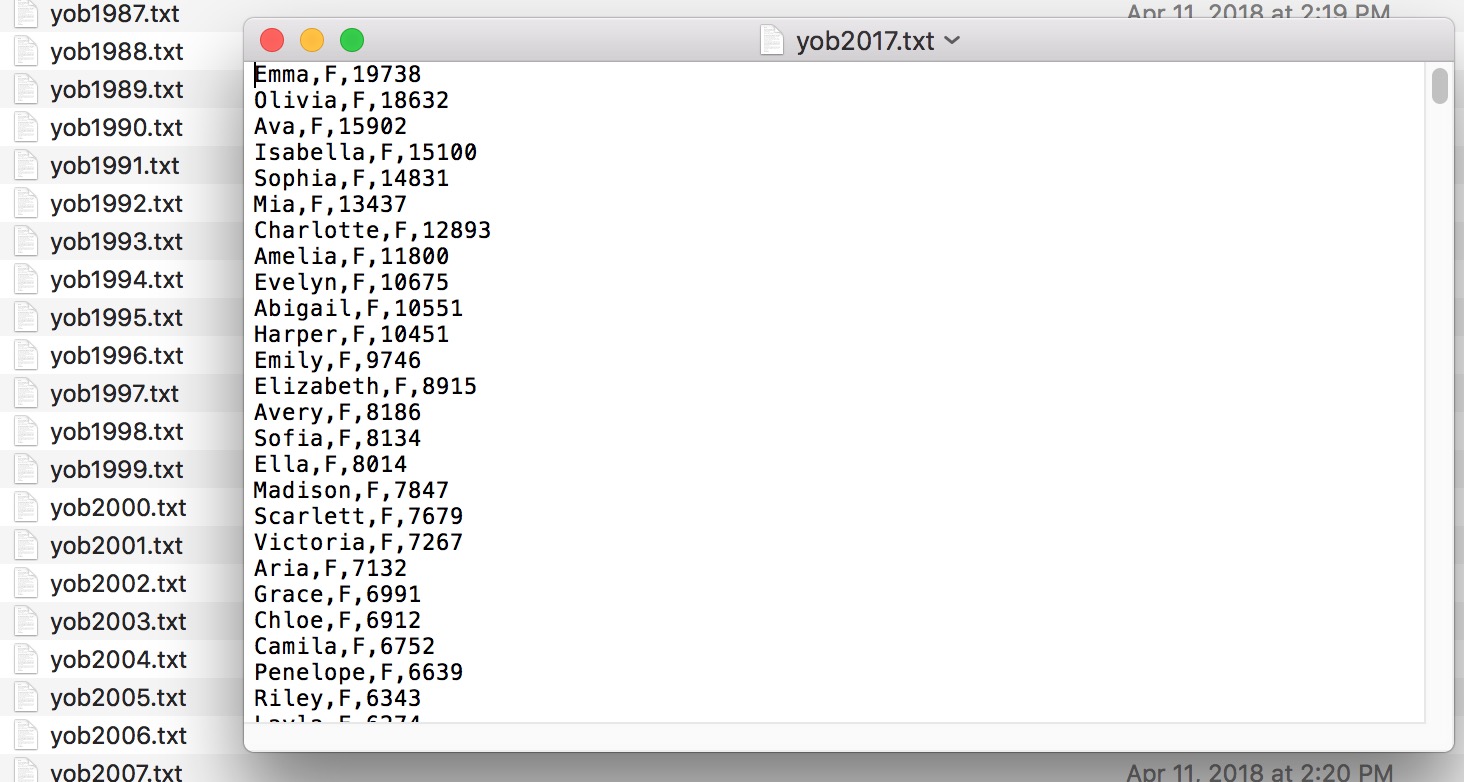 yob1987.txt
Apr 11, 2018 at 2:19 PM
yob1988.txt
yob1989.txt
yob1990.txt
yob1991.txt
yob1992.txt
yob1993.txt
yob1994.txt
yob1995.txt
yob1996.txt
yob1997.txt
yob1998.txt
yob1999.txt
yob2000.txt
yob2001.txt
yob2002.txt
yob2003.txt
yob2004.txt
yob2005.txt
yob2006.txt
yob2007.txt
Apr 11, 2018 at 2:20 PM
yob2017.txt
Emma,F,19738
Olivia,F,18632
Ava,F,15902
Isabella,F,15100
Sophia,F,14831
Mia,F,13437
Charlotte,F,12893
Amelia,F,11800
Evelyn,F,10675
Abigail,F,10551
Harper,F,10451
Emily,F,9746
Elizabeth,F,8915
Avery,F,8186
Sofia,F,8134
Ella,F,8014
Madison,F,7847
Scarlett,F,7679
Victoria,F,7267
Aria,F,7132
Grace,F,6991
Chloe,F,6912
Camila,F,6752
Penelope,F,6639
Riley,F,6343
Layla,F,6274